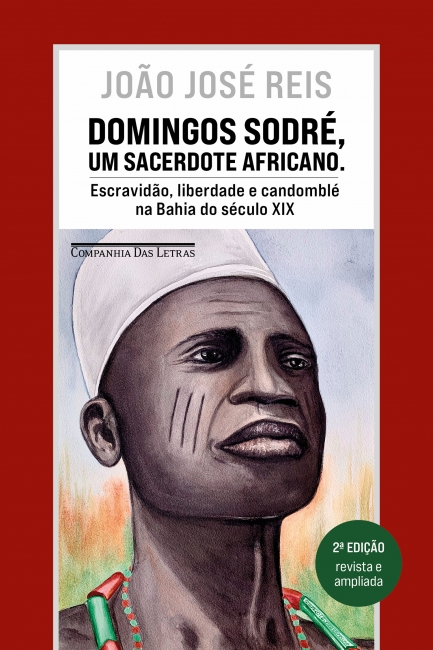 JOÃO JOSÉ REIS
DOMINGOS SODRÉ,
UM SACERDOTE AFRICANO.
Escravidão, liberdade e candomblé
na Bahia do século XIX
COMPANHIA DAS LETRAS
2ª EDIÇÃO
revista e
ampliada